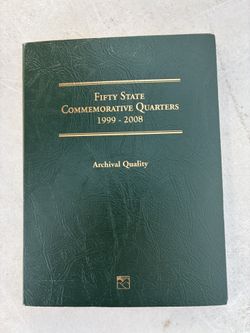 Fifty State
Commemorative Quarters
1999 - 2008
Archival Quality